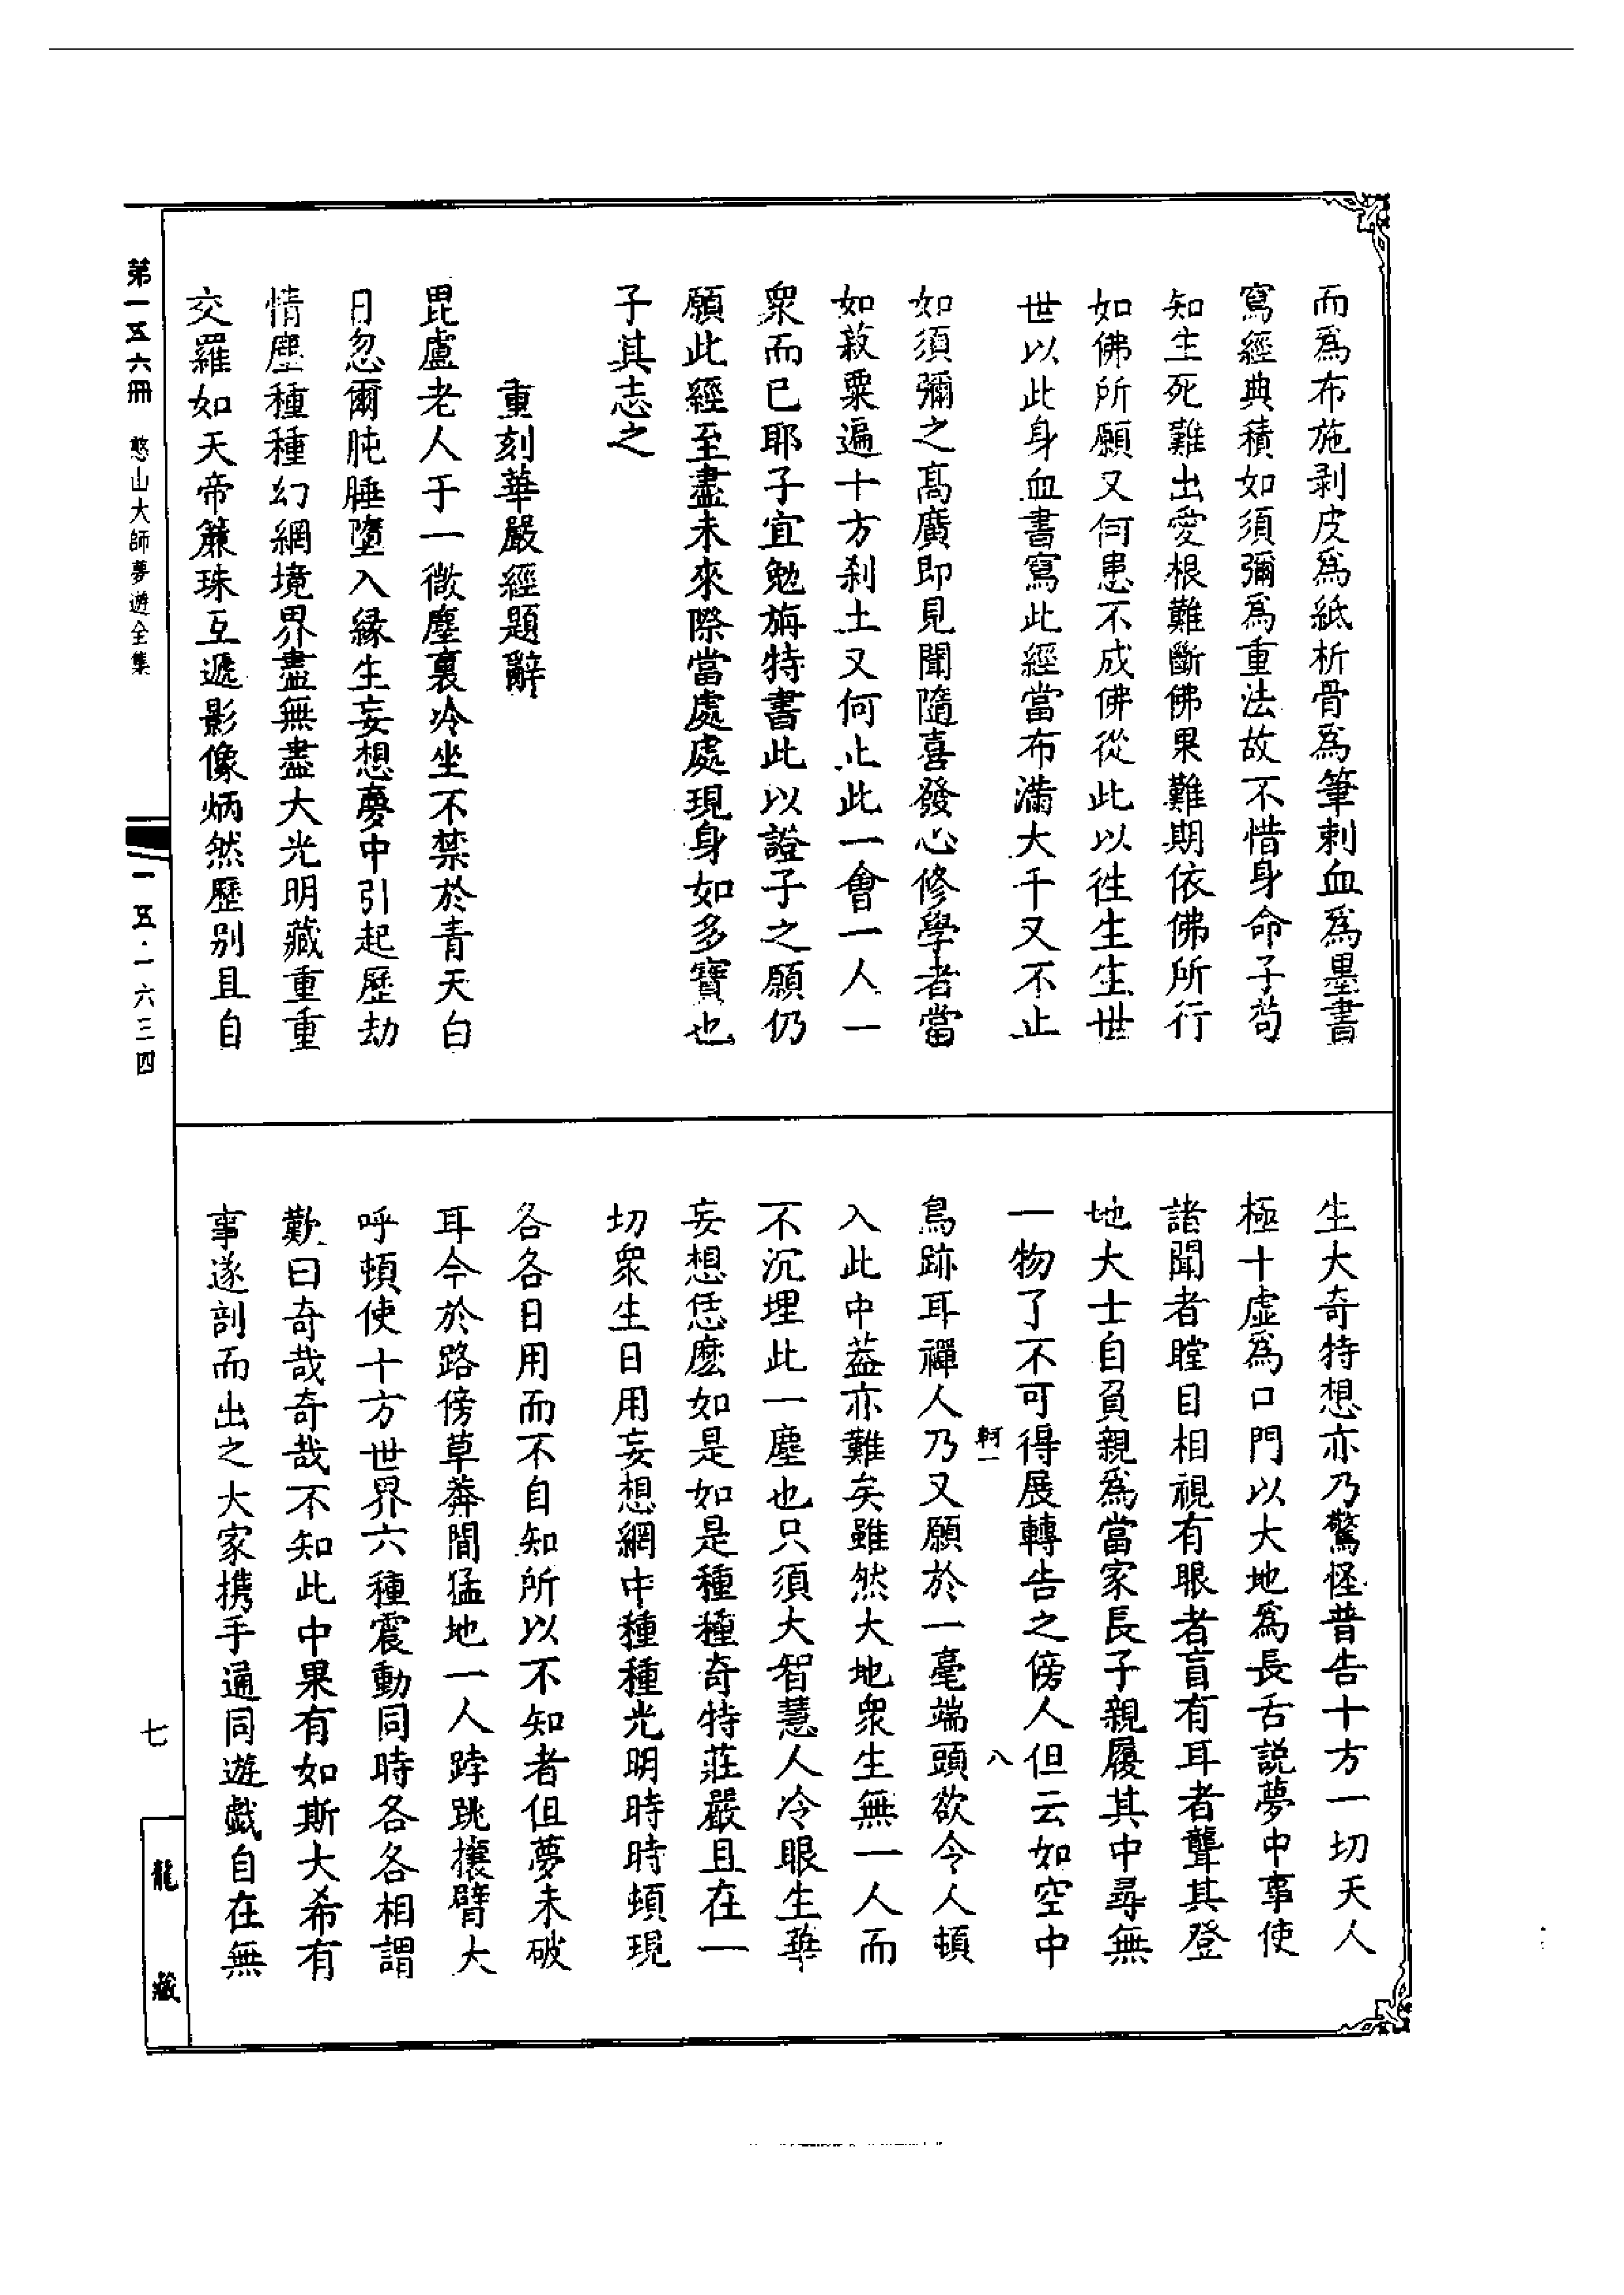 而爲布施剥皮爲紙析骨爲筆刺血爲墨書
寫經典積如須彌爲重法故不惜身命子苟
知生死難出愛根難斷佛果難期依佛所行
如佛所願又何患不成佛從此以徃生生世
世以此身血書寫此經當布滿大千又不止
如須彌之髙廣即見聞隨喜發心修學者當
如菽粟遍十方刹土又何止此一會一人一
衆而已耶子宜勉旃特書此以證子之願仍
願此經至盡未來際當處處現身如多寶也
子其志之
重刻華嚴經題辭
毘盧老人于一微塵裏冷坐不禁於青天白
日忽爾肫腄墮入緣生妄想夢中引起歷劫
情塵種種幻網境界盡無盡大光明藏重重
交羅如天帝簾珠互遞影像炳然歷别且自
生大奇特想亦乃驚怪普告十方一切天人
極十虛爲口門以大地爲長舌説夢中事使
諸聞者瞠目相視有眼者盲有耳者聾其登
地大士自負親爲當家長子親履其中尋無
一物了不可得展轉告之傍人但云如空中
軻一
八
鳥跡耳禪人乃又願於一毫端頭欲令人頓
入此中葢亦難矣雖然大地衆生無一人而
不沉埋此一塵也只須大智慧人冷眼生華
妄想恁麽如是如是種種奇特莊嚴且在一
切衆生日用妄想網中種種光明時時頓現
各各日用而不自知所以不知者伹夢未破
耳今於路傍草莾間猛地一人踍跳攘臂大
呼頓使十方世界六種震動同時各各相謂
歎曰奇哉奇哉不知此中果有如斯大希有
事遂剖而出之大家携手通同遊戱自在無
第一五六冊 憨山大師夢遊全集
一五·一六三四
七
龍藏